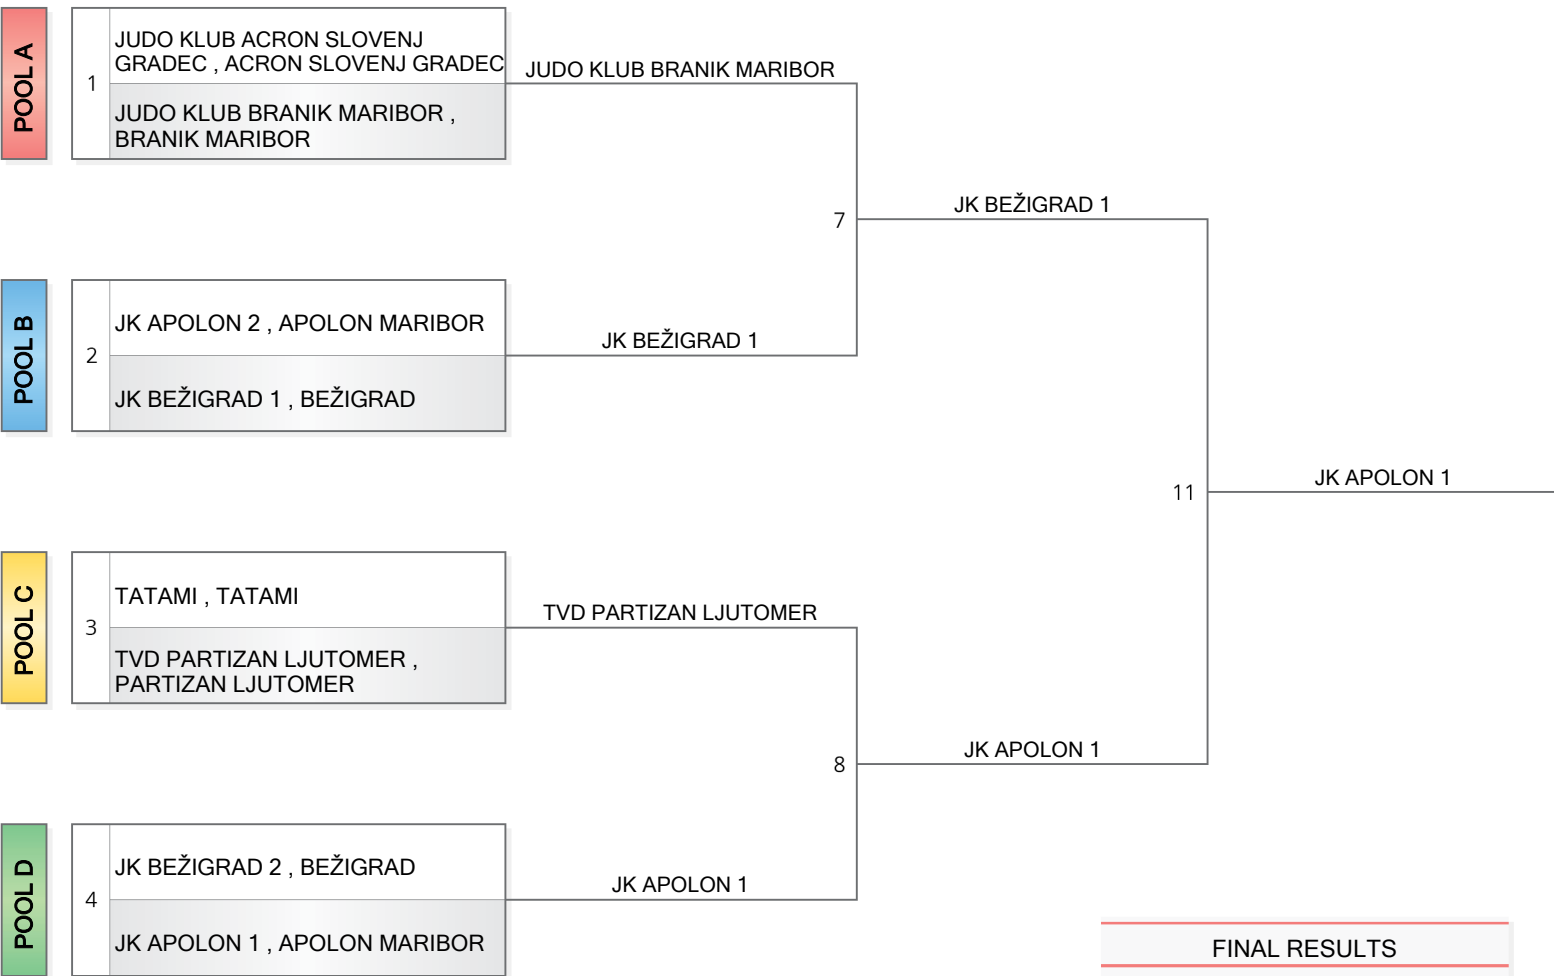 POOL A
1
JUDO KLUB ACRON SLOVENJ
GRADEC , ACRON SLOVENJ GRADEC
JUDO KLUB BRANIK MARIBOR ,
BRANIK MARIBOR
JUDO KLUB BRANIK MARIBOR
7
JK BEŽIGRAD 1
POOL B
2
JK APOLON 2 , APOLON MARIBOR
JK BEŽIGRAD 1 , BEŽIGRAD
JK BEŽIGRAD 1
11
JK APOLON 1
POOL C
3
TATAMI , TATAMI
TVD PARTIZAN LJUTOMER ,
PARTIZAN LJUTOMER
TVD PARTIZAN LJUTOMER
8
JK APOLON 1
POOL D
4
JK BEŽIGRAD 2 , BEŽIGRAD
JK APOLON 1 , APOLON MARIBOR
JK APOLON 1
FINAL RESULTS